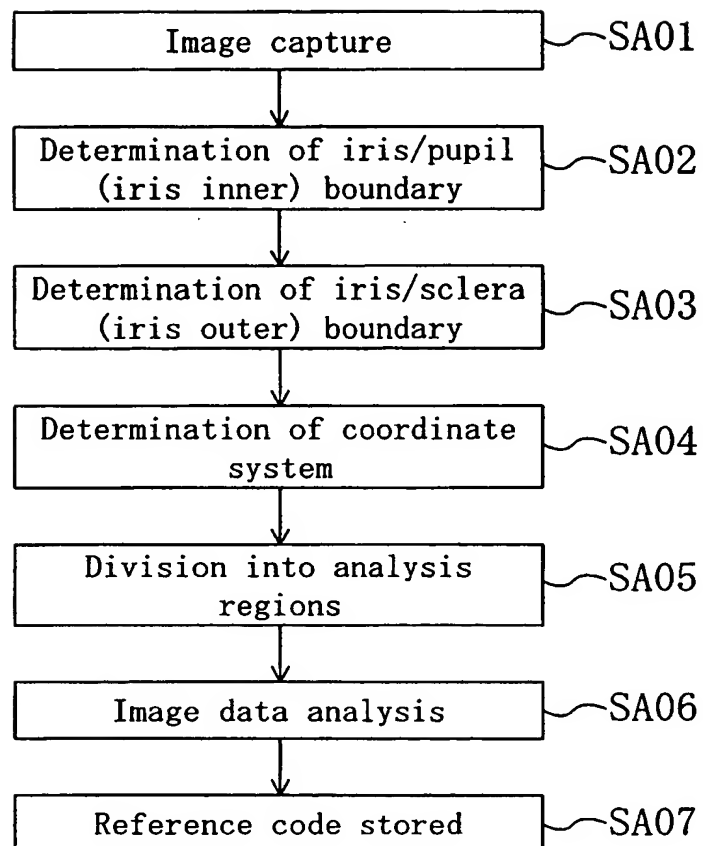 Image capture SA01
Determination of iris/pupil
(iris inner) boundary SA02
Determination of iris/sclera
(iris outer) boundary SA03
Determination of coordinate
system SA04
Division into analysis
regions SA05
Image data analysis SA06
Reference code stored SA07